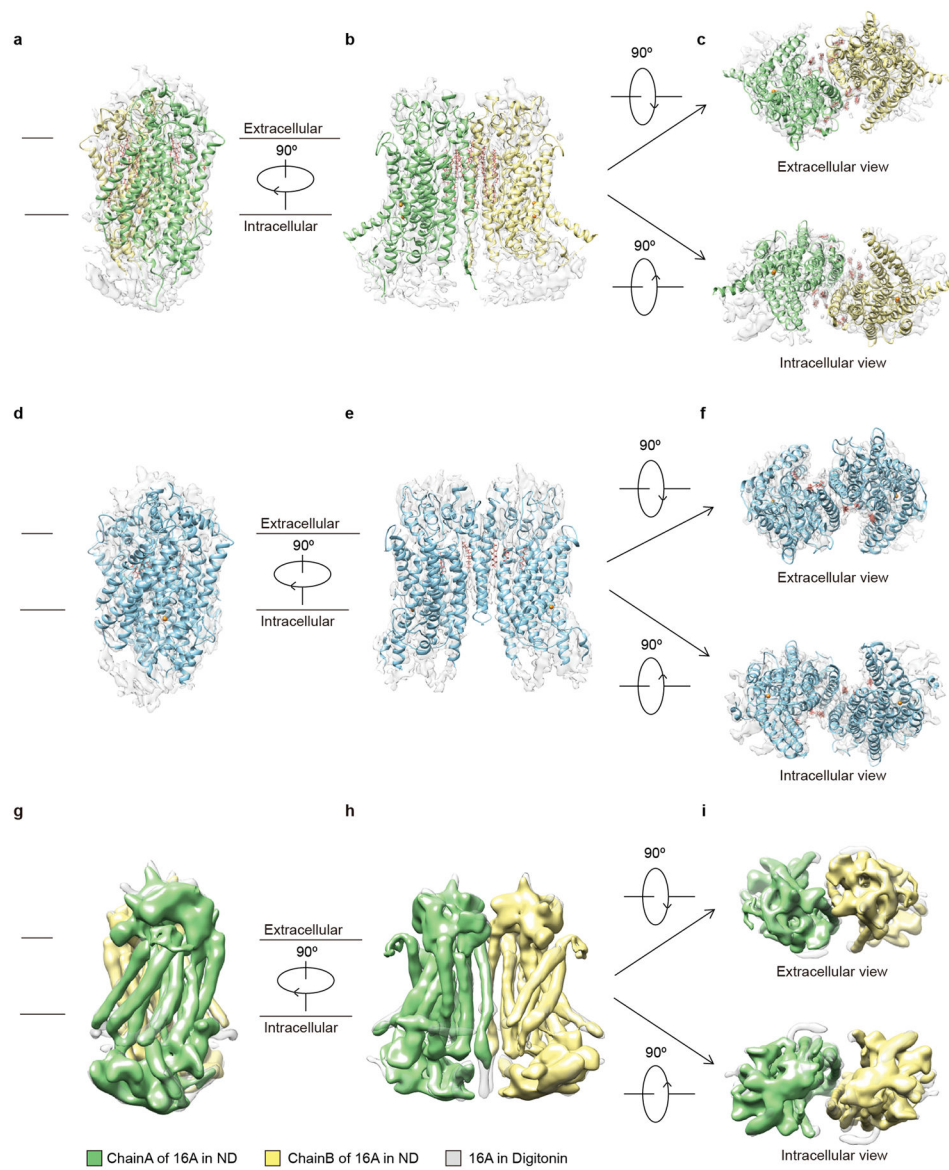 a
b
c
Extracellular
90º
Intracellular
90º
90º
Extracellular view
Intracellular view
d
e
f
Extracellular
90º
Intracellular
90º
90º
Extracellular view
Intracellular view
g
h
i
Extracellular
90º
Intracellular
90º
90º
Extracellular view
Intracellular view
ChainA of 16A in ND
ChainB of 16A in ND
16A in Digitonin